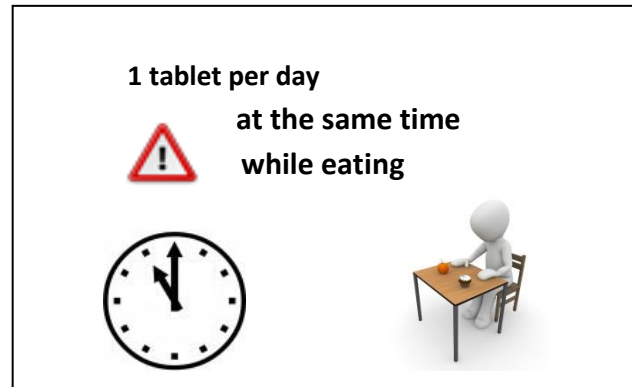 1 tablet per day
at the same time
!
while eating